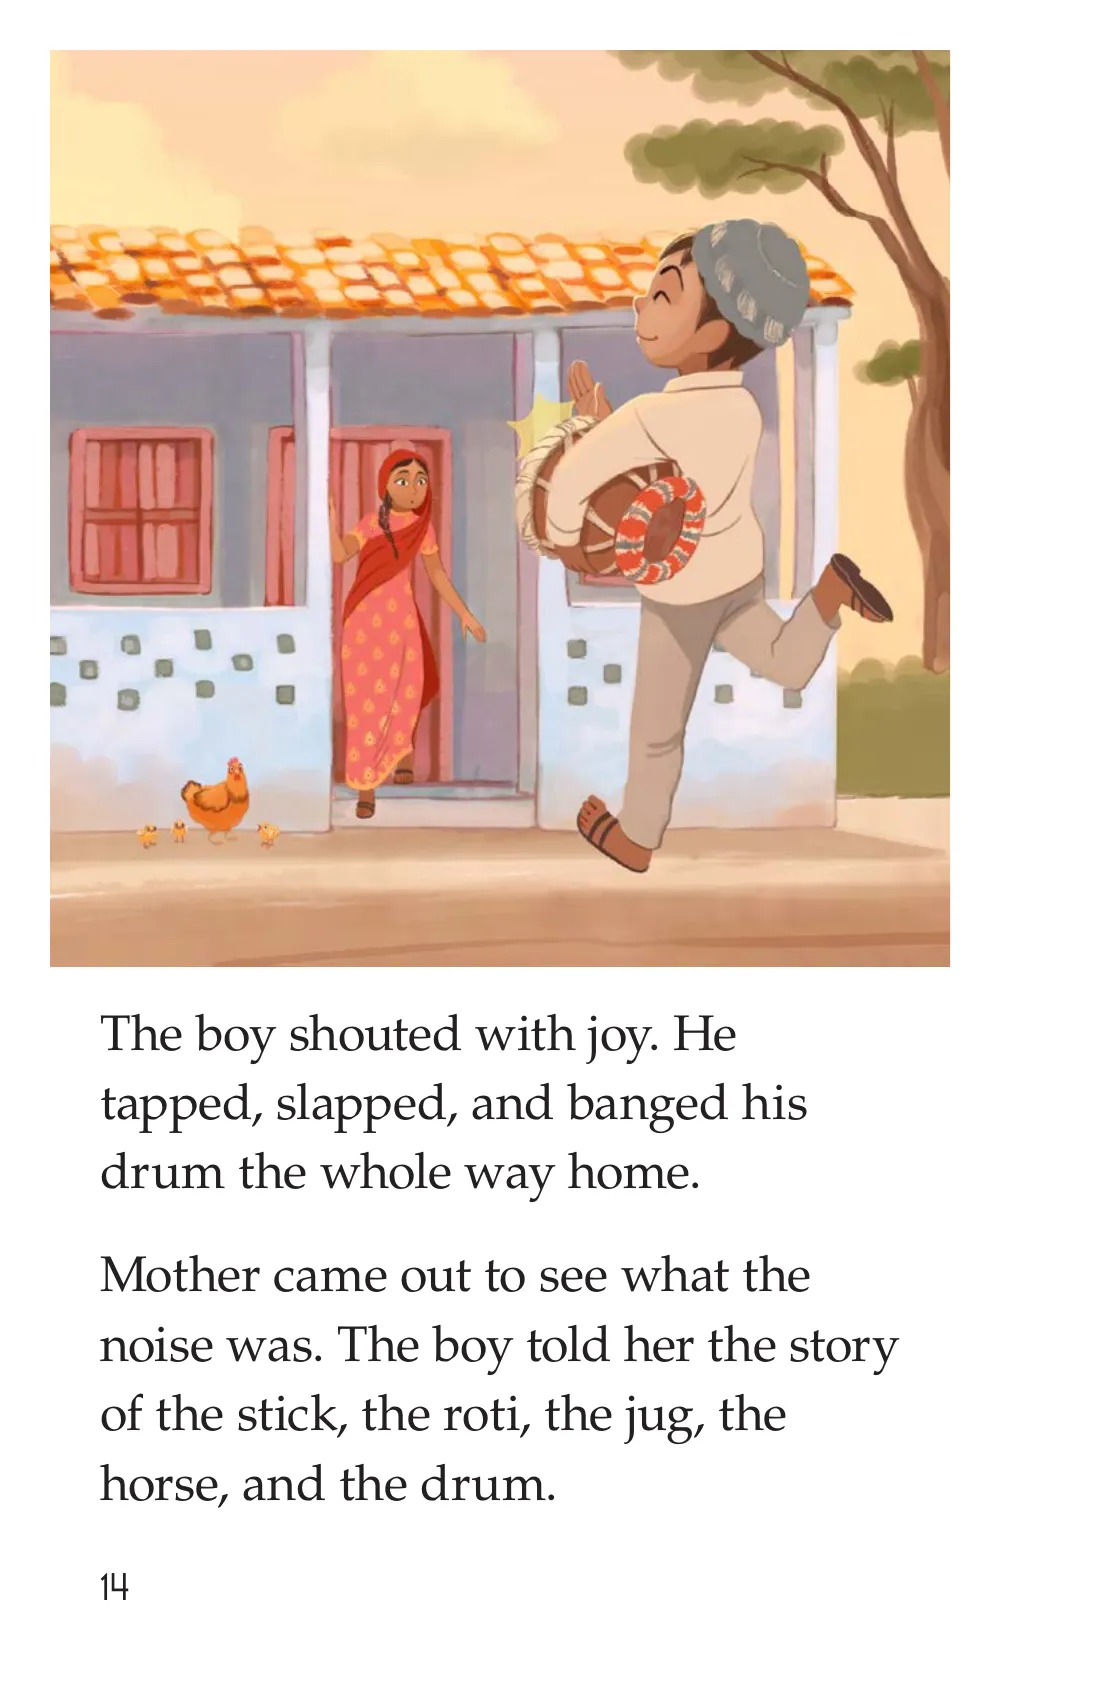 The boy shouted with joy. He
tapped, slapped, and banged his
drum the whole way home.
Mother came out to see what the
noise was. The boy told her the story
of the stick, the roti, the jug, the
horse, and the drum.
14